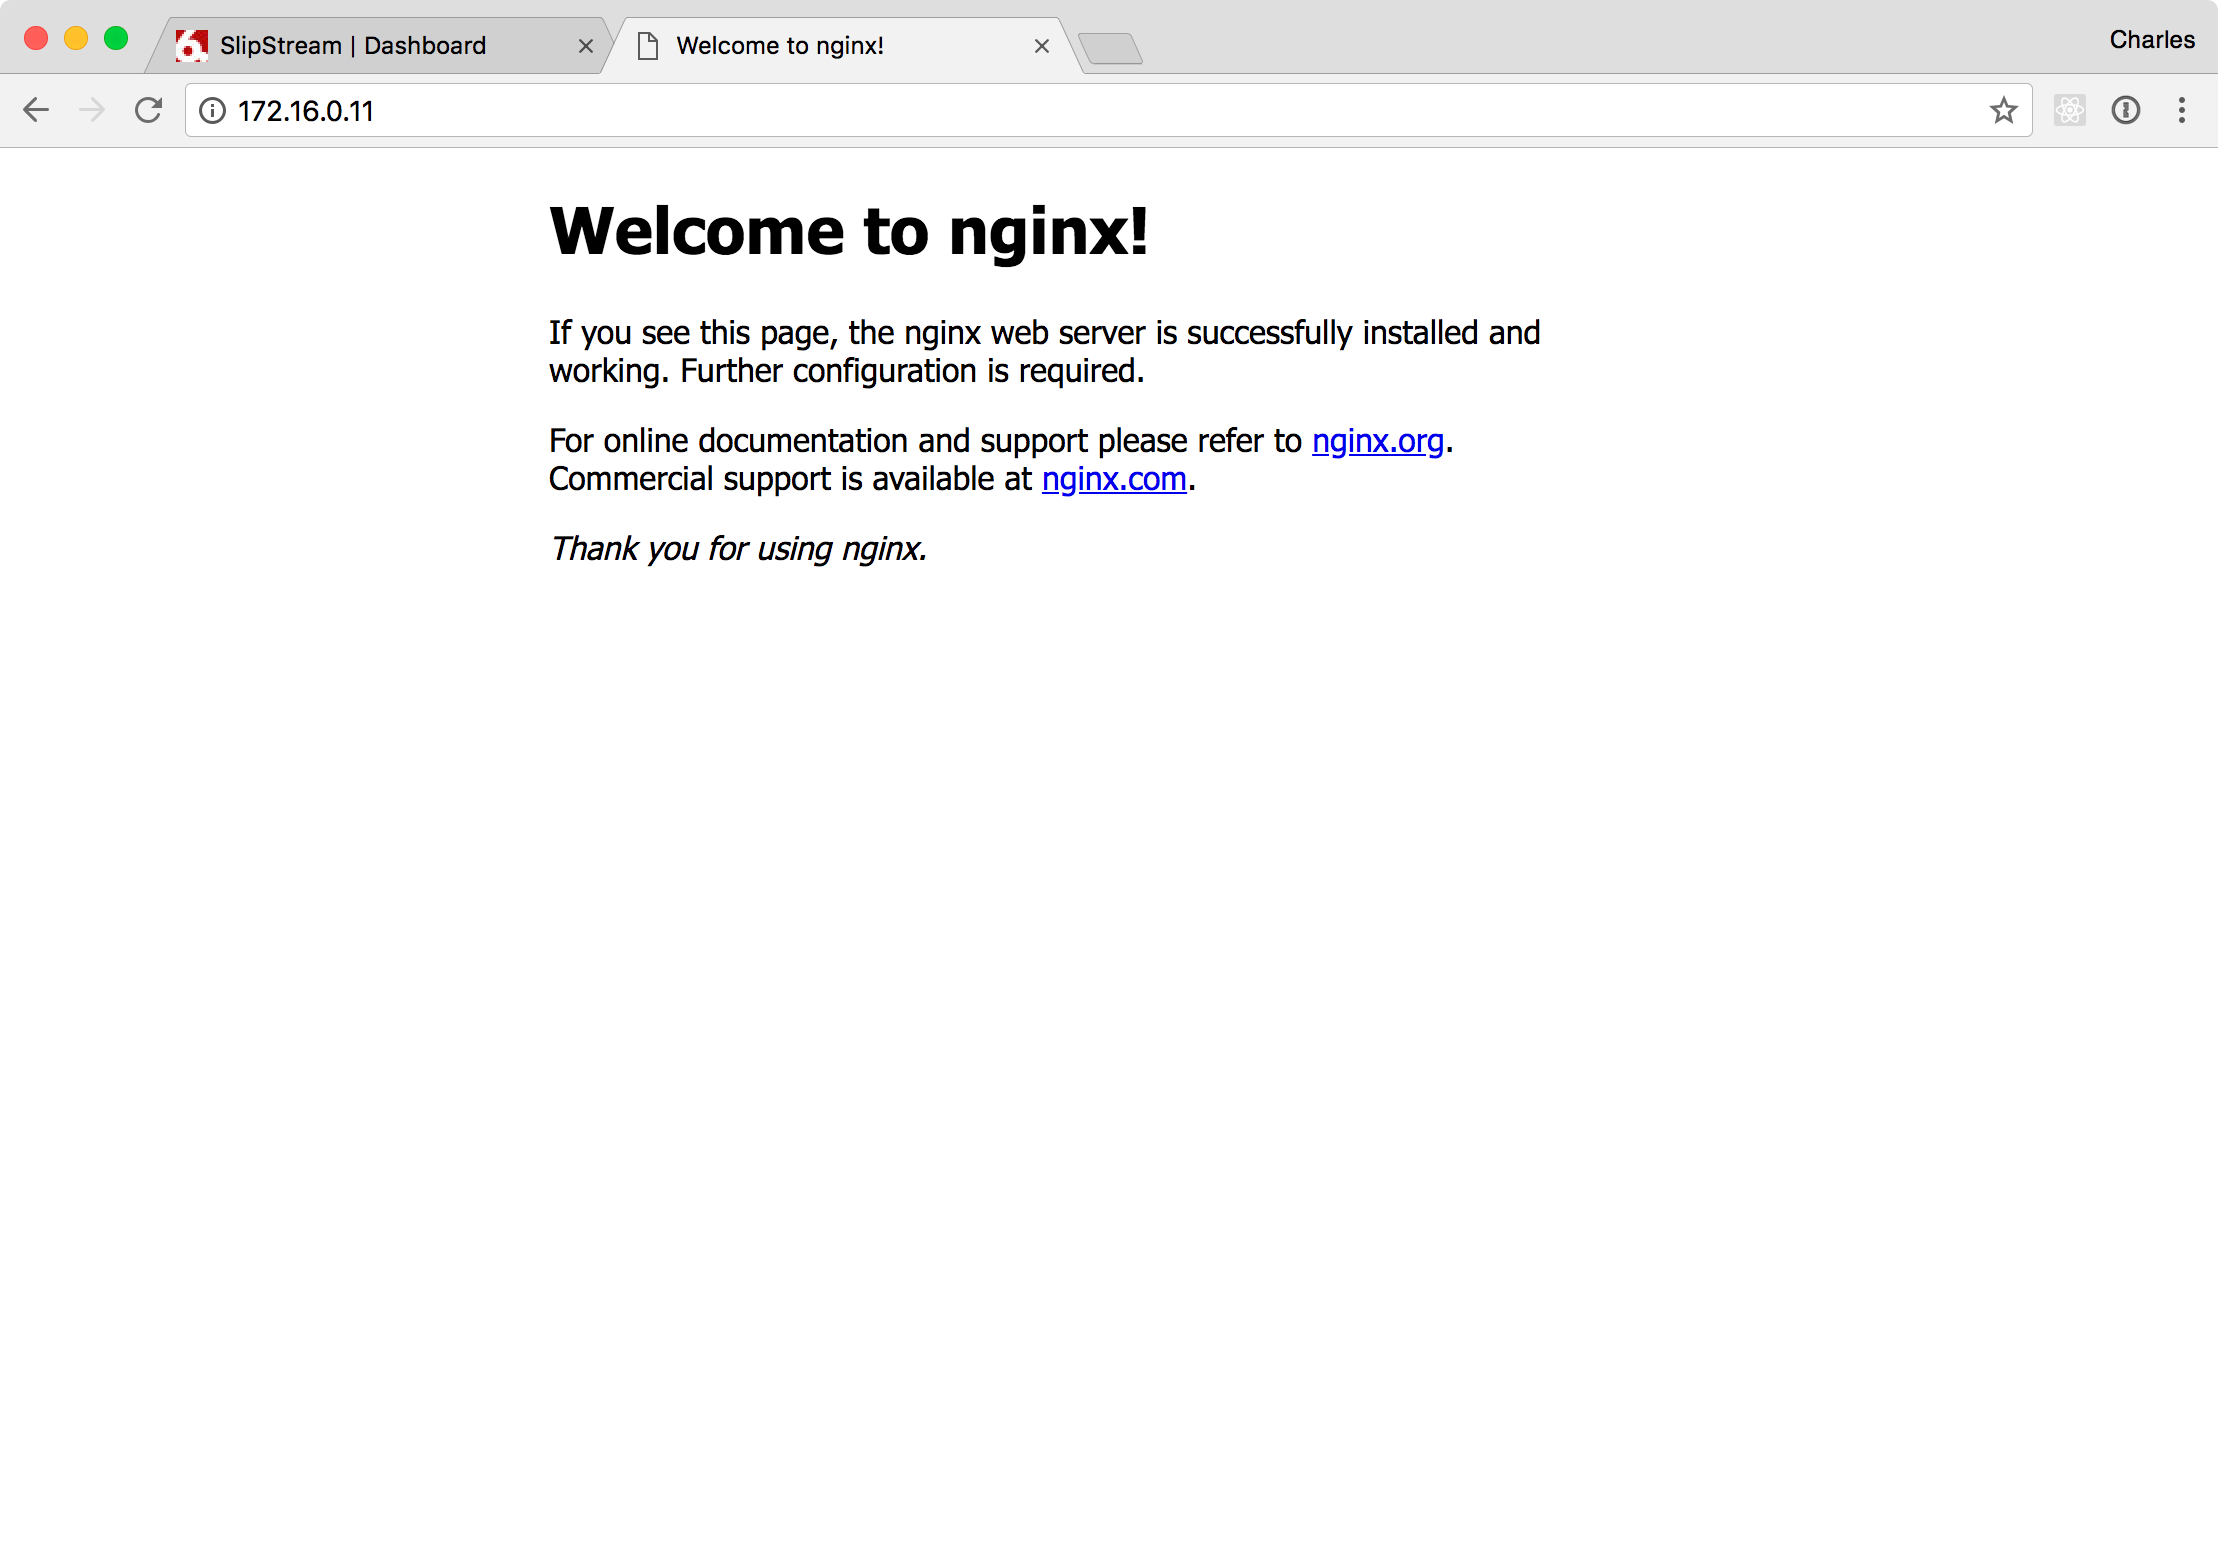 SlipStream | Dashboard
Welcome to nginx!
Charles
172.16.0.11
Welcome to nginx!
If you see this page, the nginx web server is successfully installed and
working. Further configuration is required.
For online documentation and support please refer to nginx.org.
Commercial support is available at nginx.com.
Thank you for using nginx.